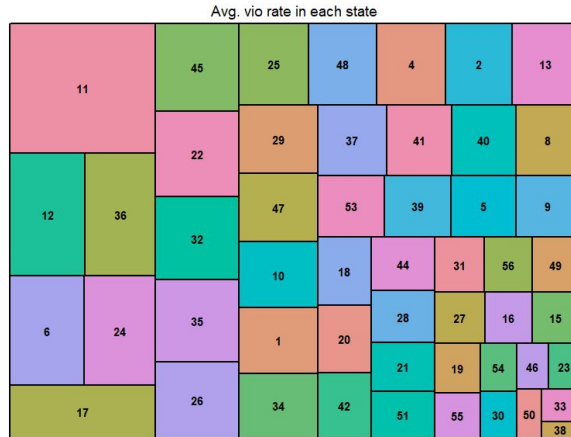 Avg. vio rate in each state
11 45 25 48 4 2 13
22 29 37 41 40 8
12 36 47 53 39 5 9
32 10 18 44 31 56 49
6 24 35 1 20 28 27 16 15
21 19 54 46 23
17 26 34 42 51 55 30 50 33
38